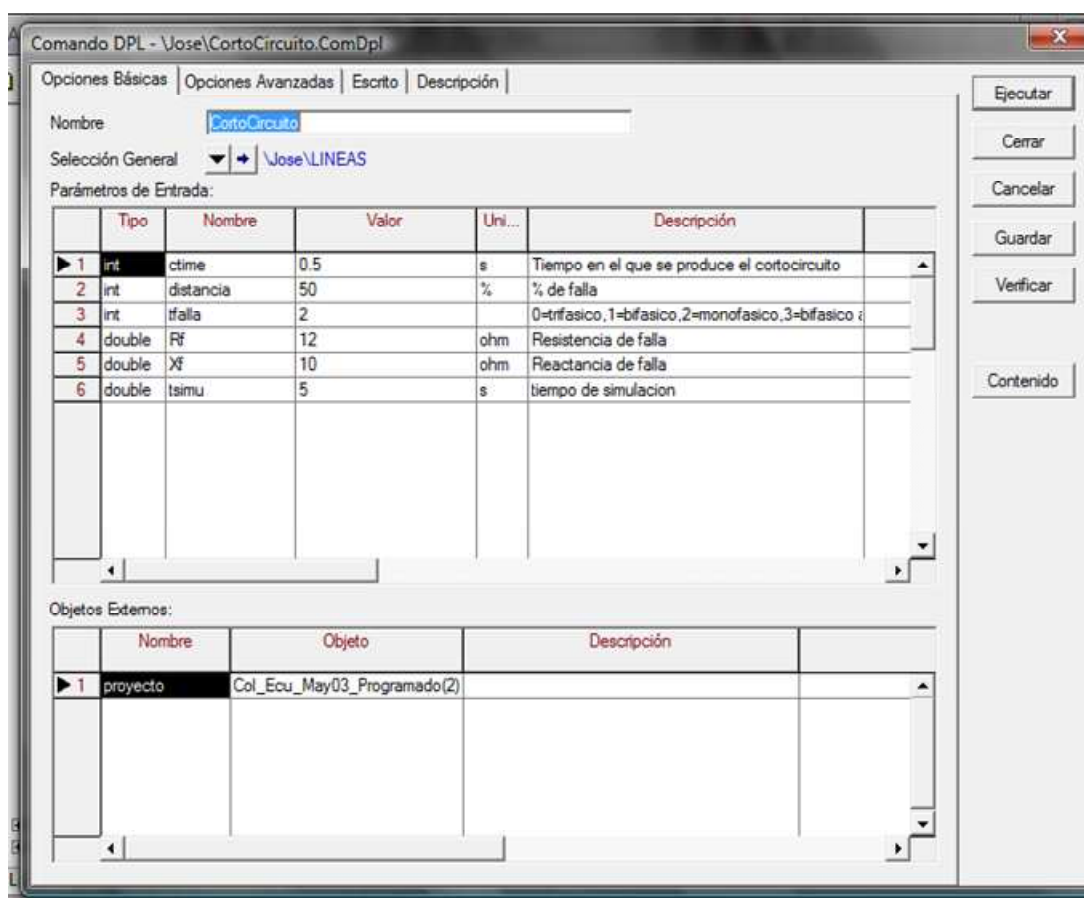 Comando DPL - \Jose\CortoCircuito.ComDpl
Opciones Básicas Opciones Avanzadas Escrito Descripción
Ejecutar
Nombre CortoCircuito
Cerrar
Selección General \Jose\LINEAS
Cancelar
Parámetros de Entrada:
Tipo Nombre Valor Uni... Descripción
Guardar
1 int ctime 0.5 s Tiempo en el que se produce el cortocircuito
2 int distancia 50 % % de falla
Verificar
3 int tfalla 2 0=trifasico,1=bifasico,2=monofasico,3=bifasico a
4 double Rf 12 ohm Resistencia de falla
5 double Xf 10 ohm Reactancia de falla
6 double tsimu 5 s tiempo de simulacion
Contenido
Objetos Externos:
Nombre Objeto Descripción
1 proyecto Col_Ecu_May03_Programado(2)